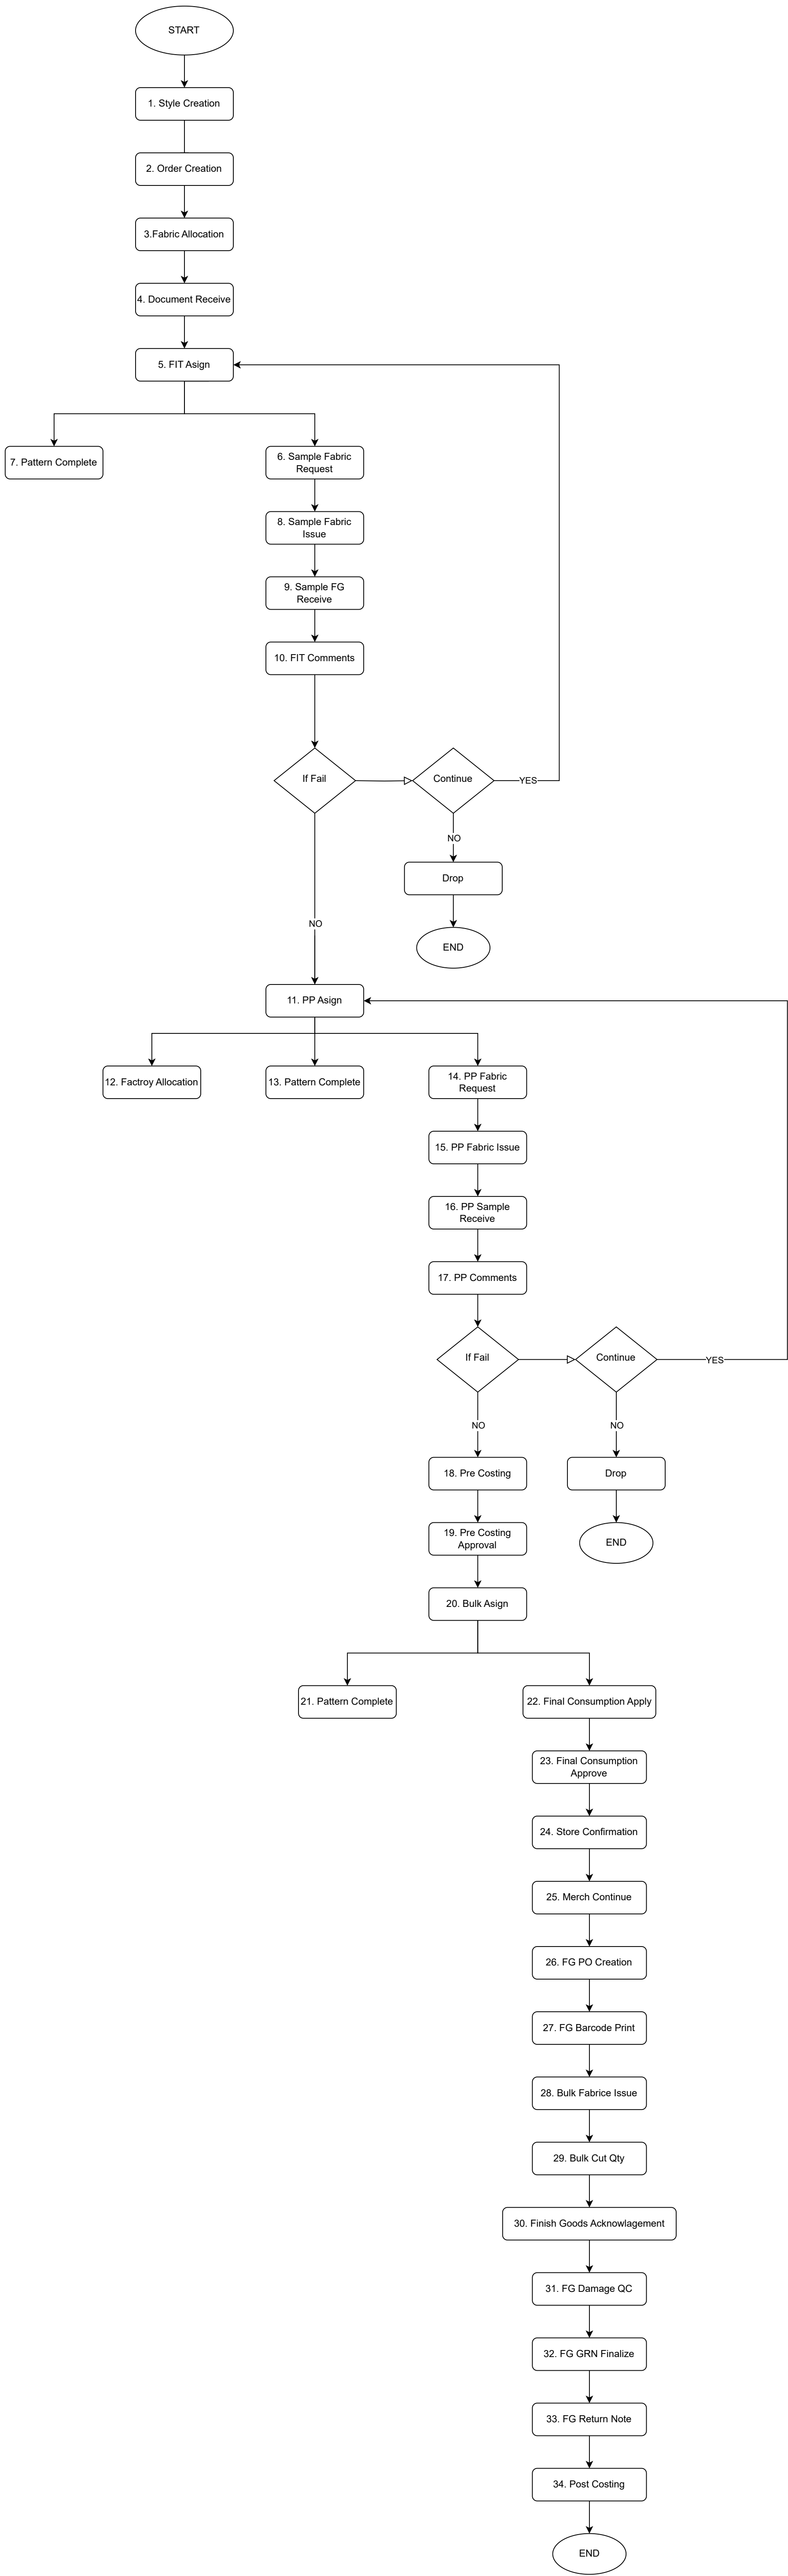 START
1. Style Creation
2. Order Creation
3.Fabric Allocation
4. Document Receive
5. FIT Asign
7. Pattern Complete
6. Sample Fabric
Request
8. Sample Fabric
Issue
9. Sample FG
Receive
10. FIT Comments
If Fail
Continue
YES
NO
Drop
NO
END
11. PP Asign
12. Factroy Allocation
13. Pattern Complete
14. PP Fabric
Request
15. PP Fabric Issue
16. PP Sample
Receive
17. PP Comments
If Fail
Continue
YES
NO
NO
18. Pre Costing
Drop
19. Pre Costing
Approval
END
20. Bulk Asign
21. Pattern Complete
22. Final Consumption Apply
23. Final Consumption
Approve
24. Store Confirmation
25. Merch Continue
26. FG PO Creation
27. FG Barcode Print
28. Bulk Fabrice Issue
29. Bulk Cut Qty
30. Finish Goods Acknowlagement
31. FG Damage QC
32. FG GRN Finalize
33. FG Return Note
34. Post Costing
END